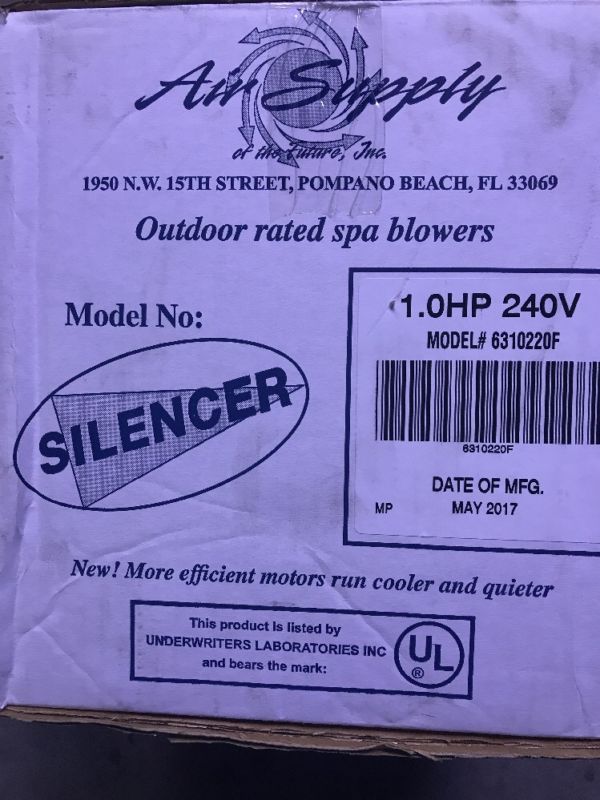 Air Supply
of the Future, Inc.
1950 N.W. 15TH STREET, POMPANO BEACH, FL 33069
Outdoor rated spa blowers
Model No:
SILENCER
1.0HP 240V
MODEL# 6310220F
6310220F
DATE OF MFG.
MP MAY 2017
New! More efficient motors run cooler and quieter
This product is listed by
UNDERWRITERS LABORATORIES INC
and bears the mark:
UL
®